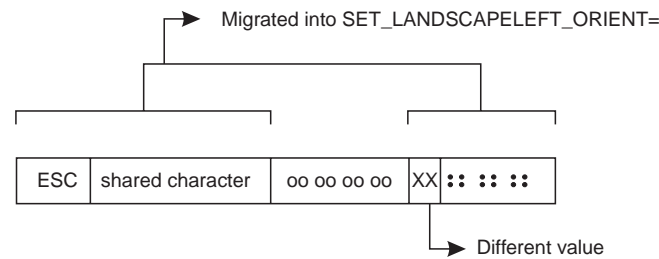 Migrated into SET_LANDSCAPELEFT_ORIENT=
ESC shared character oo oo oo oo XX :: :: ::
Different value